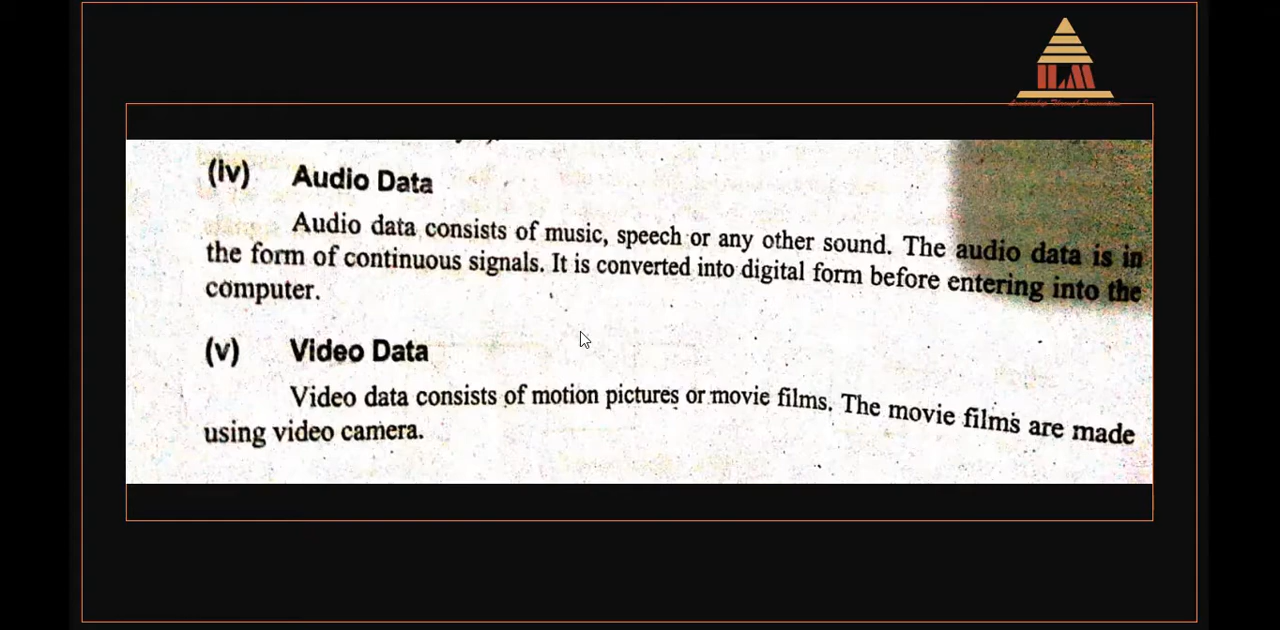 ILM
(iv) Audio Data
Audio data consists of music, speech or any other sound. The audio data is in
the form of continuous signals. It is converted into digital form before entering into the
computer.
(v) Video Data
Video data consists of motion pictures or movie films. The movie films are made
using video camera.